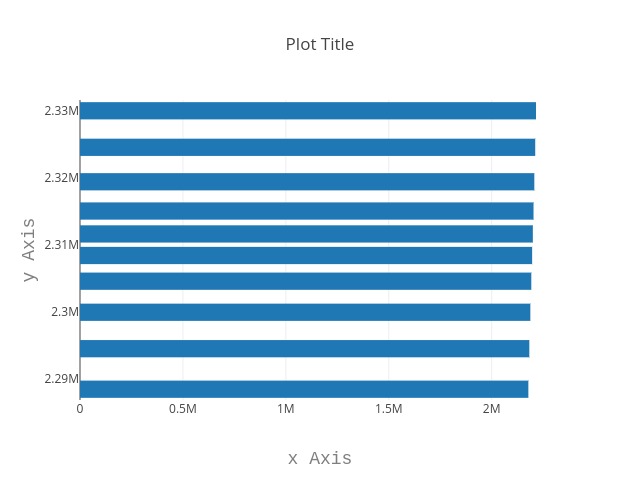 Plot Title
2.33M
2.32M
2.31M
2.3M
2.29M
y Axis
0 0.5M 1M 1.5M 2M
x Axis